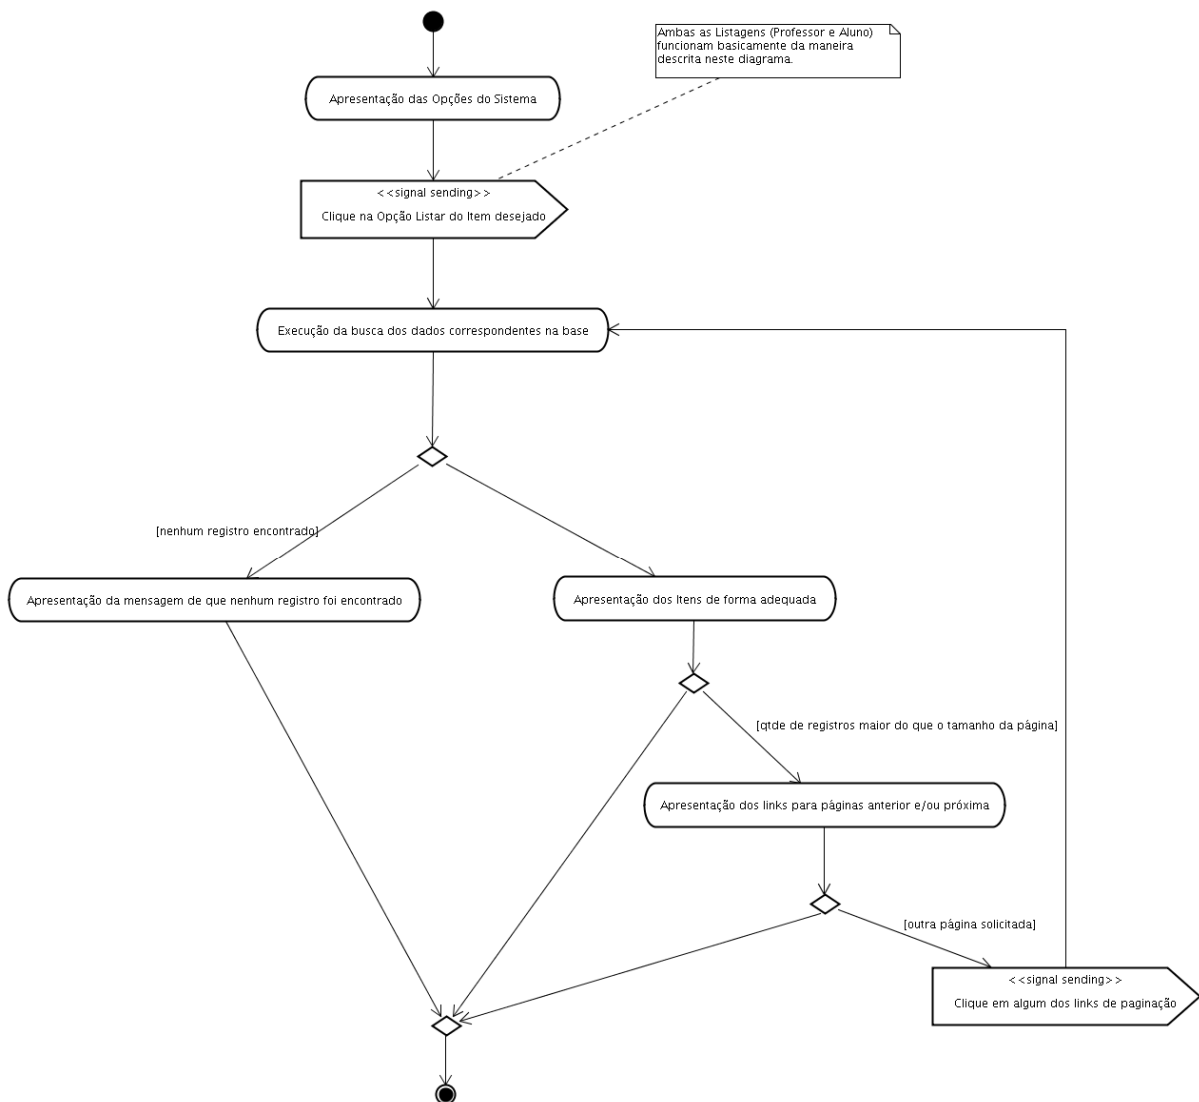 Ambas as Listagens (Professor e Aluno)
funcionam basicamente da maneira
descrita neste diagrama.
Apresentação das Opções do Sistema
<<signal sending>>
Clique na Opção Listar do Item desejado
Execução da busca dos dados correspondentes na base
[nenhum registro encontrado]
Apresentação da mensagem de que nenhum registro foi encontrado
Apresentação dos Itens de forma adequada
[qtde de registros maior do que o tamanho da página]
Apresentação dos links para páginas anterior e/ou próxima
[outra página solicitada]
<<signal sending>>
Clique em algum dos links de paginação